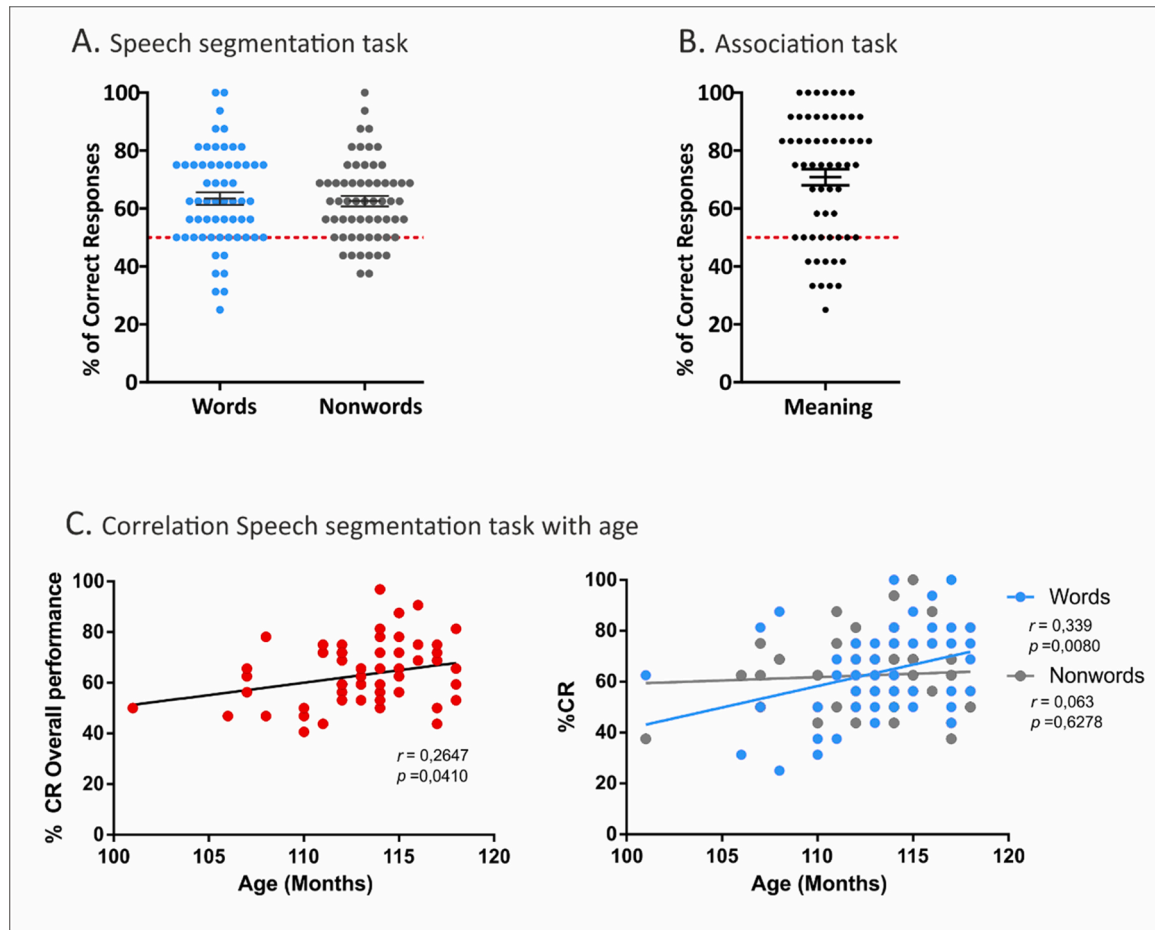 A. Speech segmentation task
B. Association task
% of Correct Responses
100
80
60
40
20
0
Words
Nonwords
% of Correct Responses
100
80
60
40
20
0
Meaning
C. Correlation Speech segmentation task with age
% CR Overall performance
100
80
60
40
20
0
100
105
110
115
120
Age (Months)
r = 0,2647
p =0,0410
%CR
100
80
60
40
20
0
100
105
110
115
120
Age (Months)
Words
r = 0,339
p =0,0080
Nonwords
r = 0,063
p =0,6278